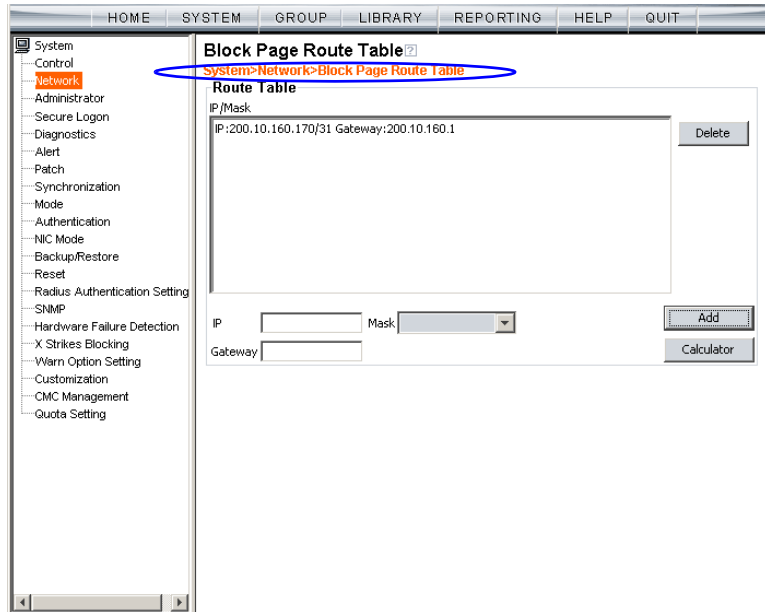 HOME SYSTEM GROUP LIBRARY REPORTING HELP QUIT
System
Control
Network
Administrator
Secure Logon
Diagnostics
Alert
Patch
Synchronization
Mode
Authentication
NIC Mode
Backup/Restore
Reset
Radius Authentication Setting
SNMP
Hardware Failure Detection
X Strikes Blocking
Warn Option Setting
Customization
CMC Management
Quota Setting
Block Page Route Table ?
System>Network>Block Page Route Table
Route Table
IP/Mask
IP:200.10.160.170/31 Gateway:200.10.160.1
Delete
IP Mask Add
Gateway Calculator